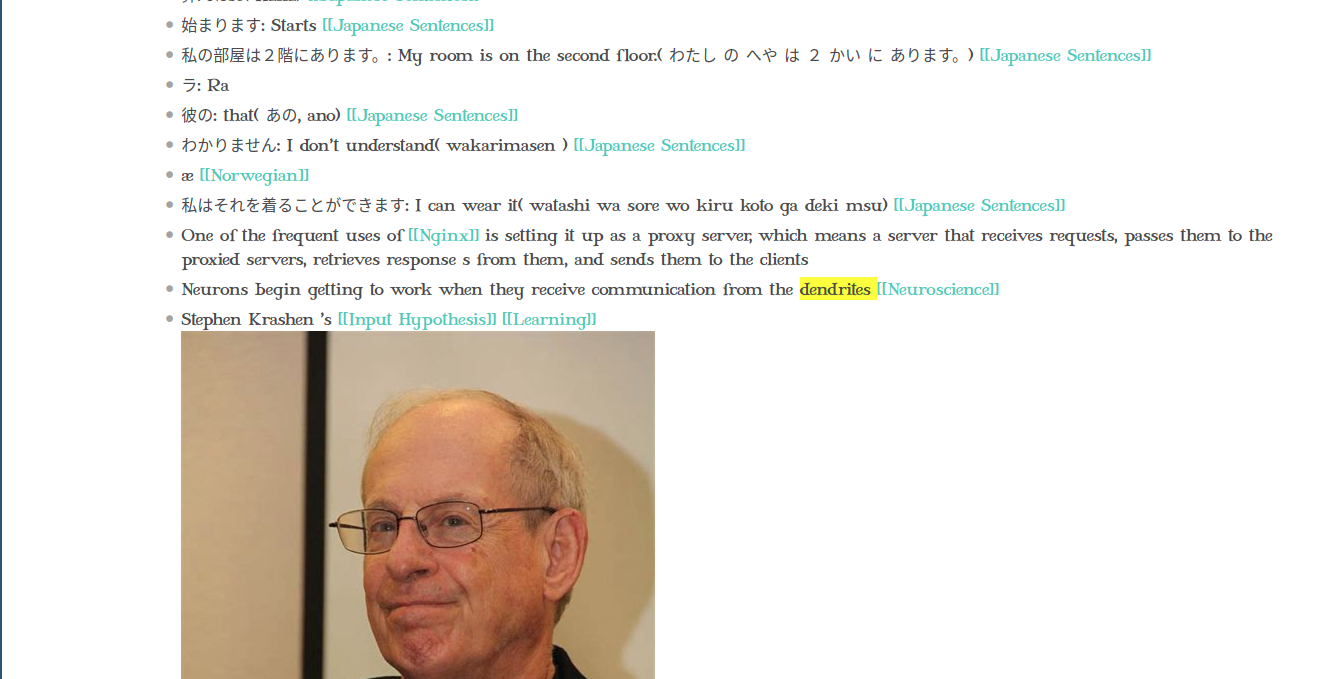 始まります: Starts [[Japanese Sentences]]
私の部屋は２階にあります。: My room is on the second floor.( わたし の へや は ２ かい に あります。) [[Japanese Sentences]]
ラ: Ra
彼の: that( あの, ano) [[Japanese Sentences]]
わかりません: I don't understand( wakarimasen ) [[Japanese Sentences]]
æ [[Norwegian]]
私はそれを着ることができます: I can wear it( watashi wa sore wo kiru koto ga deki msu) [[Japanese Sentences]]
One of the frequent uses of [[Nginx]] is setting it up as a proxy server, which means a server that receives requests, passes them to the
proxied servers, retrieves response s from them, and sends them to the clients
Neurons begin getting to work when they receive communication from the dendrites [[Neuroscience]]
Stephen Krashen 's [[Input Hypothesis]] [[Learning]]